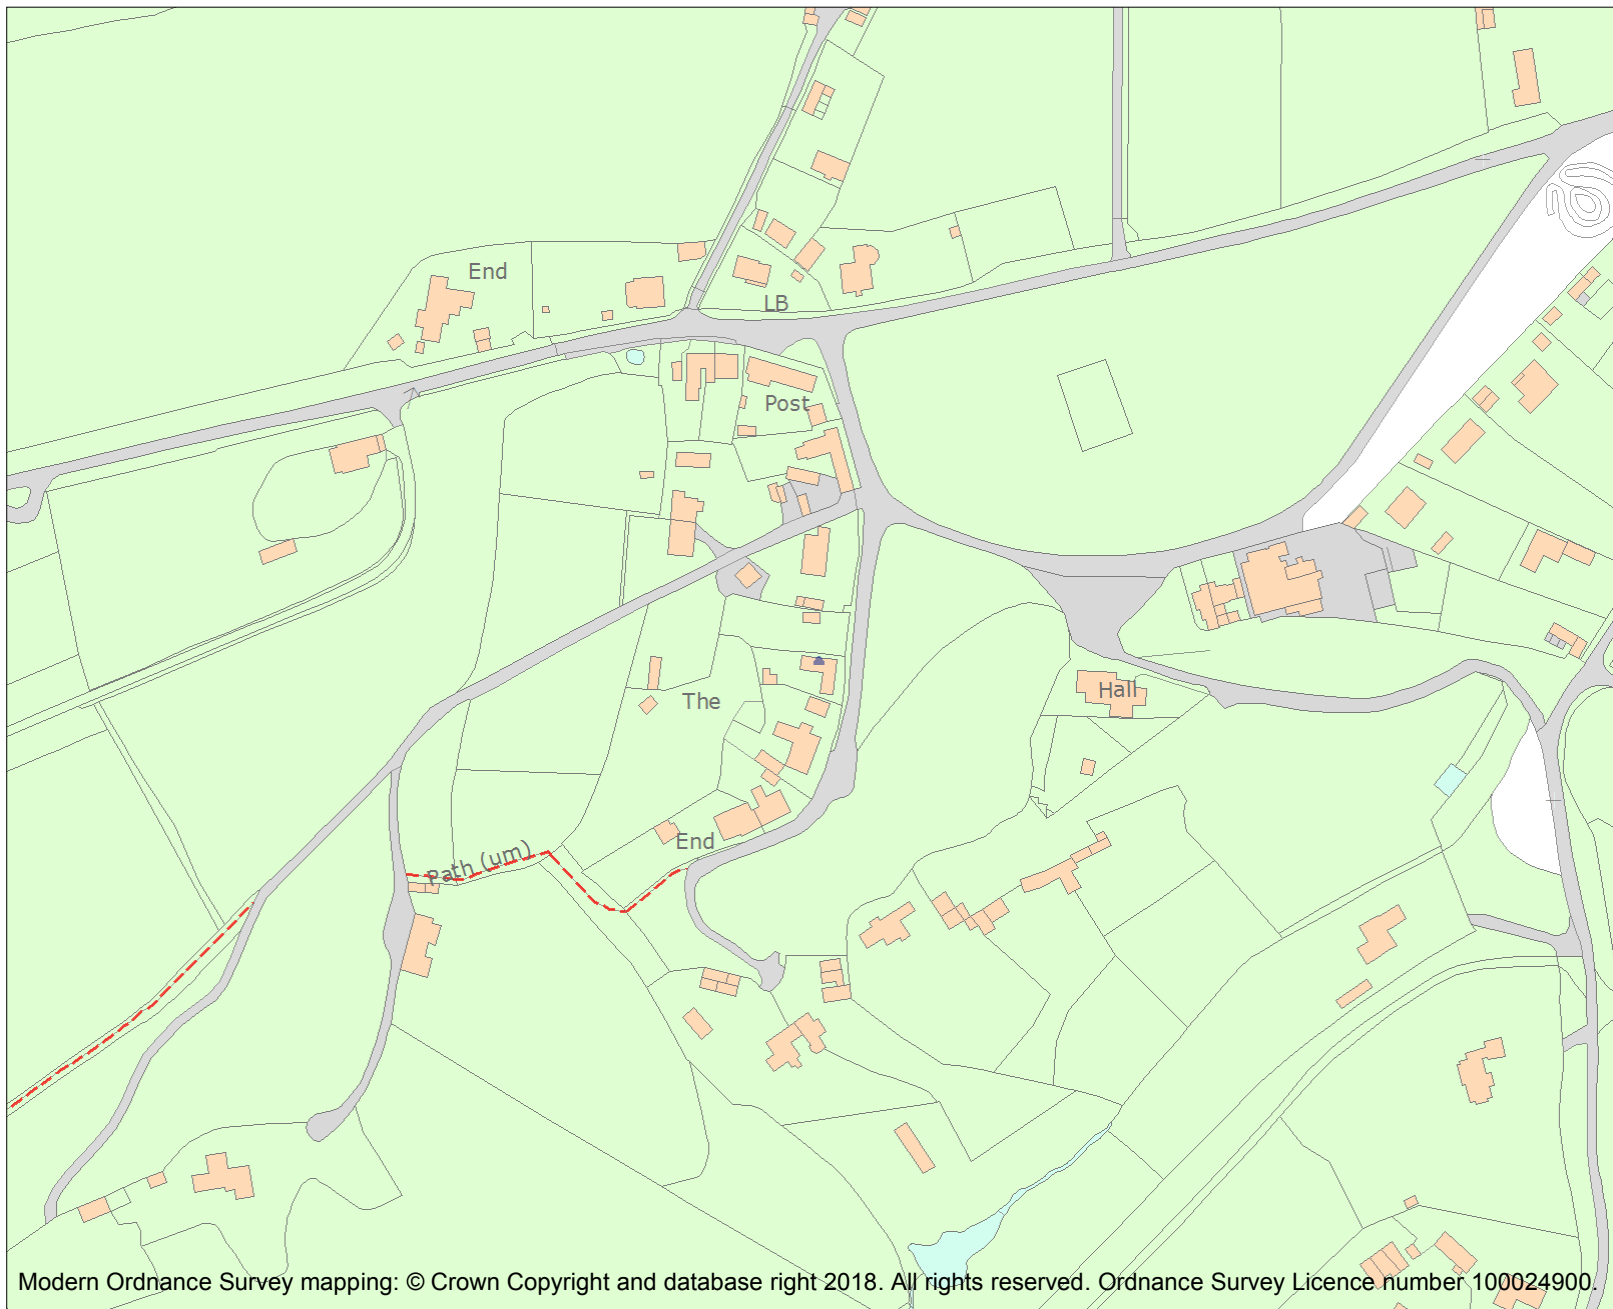 End
LB
Post
Hall
The
End
Path (um)
Modern Ordnance Survey mapping: © Crown Copyright and database right 2018. All rights reserved. Ordnance Survey Licence number 100024900.